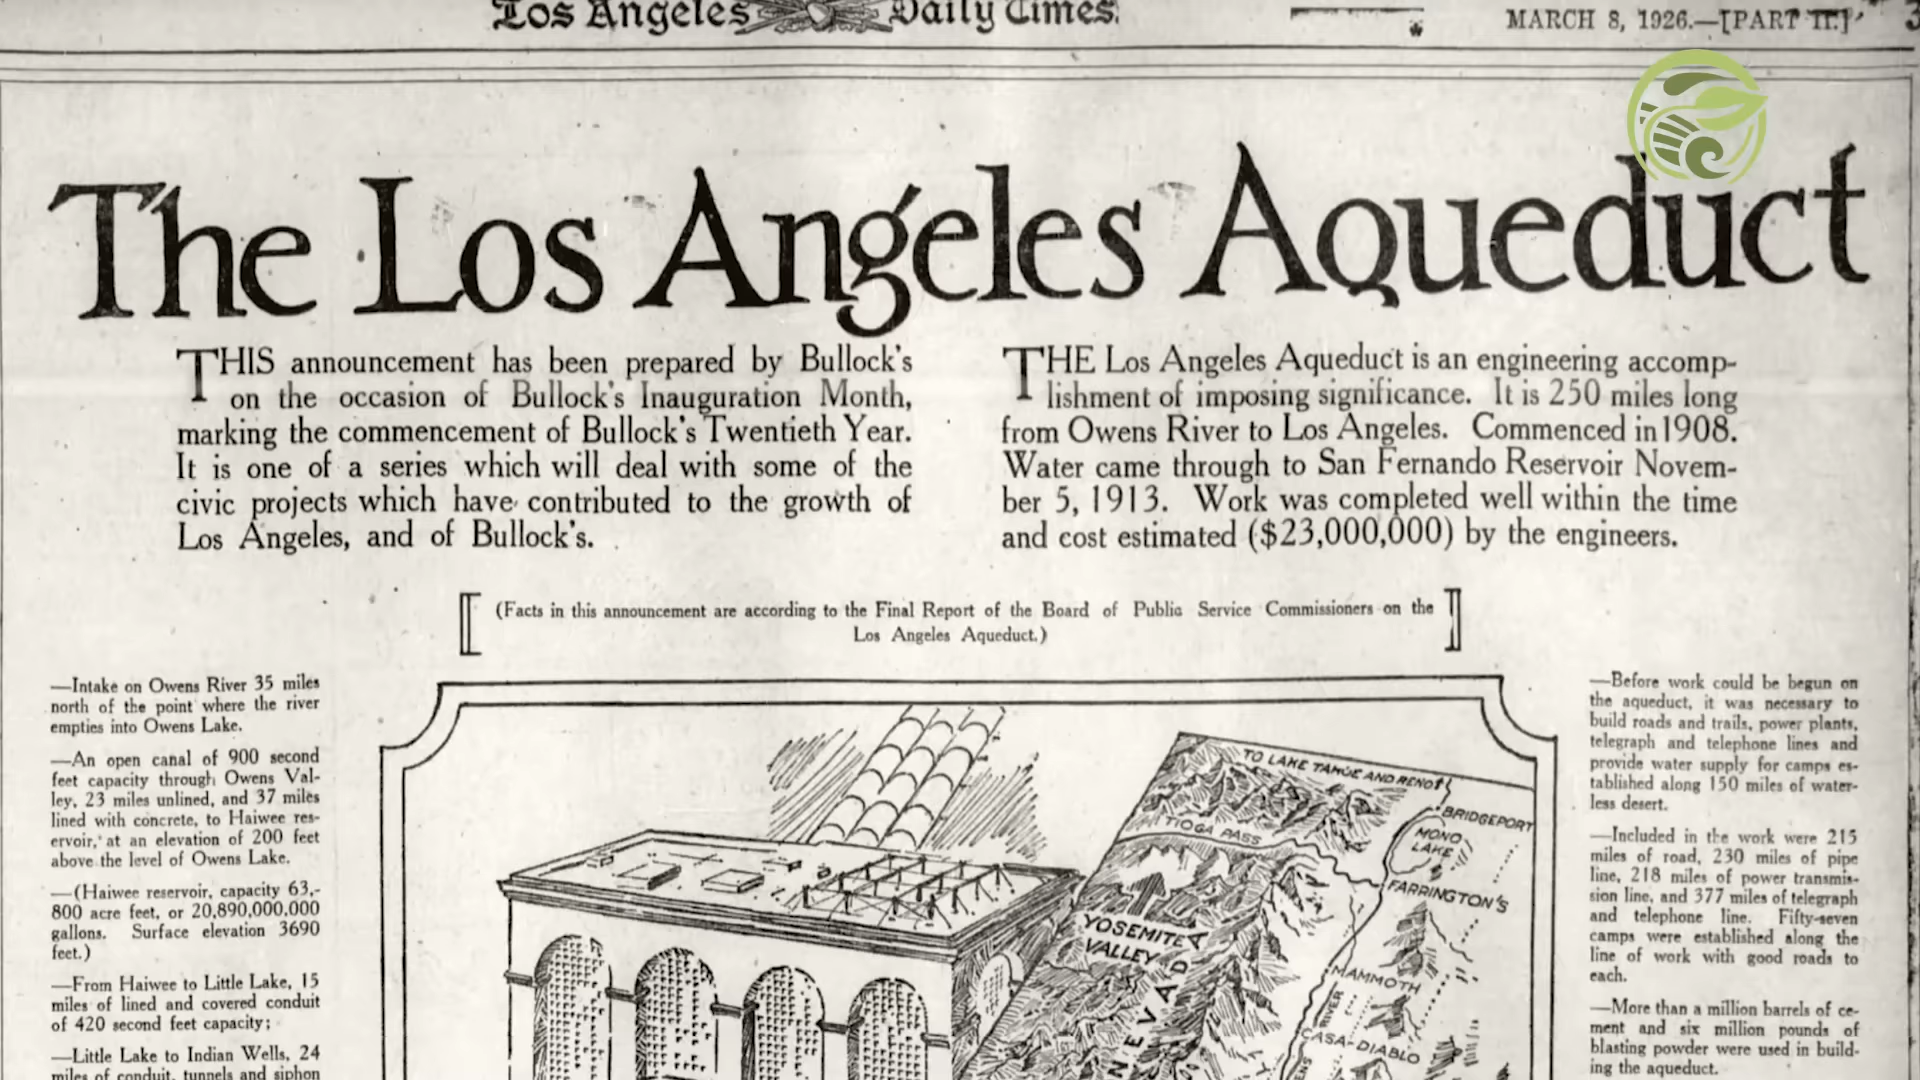 Los Angeles Daily Times.
MARCH 8, 1926.—[PART II.] 3
The Los Angeles Aqueduct
THIS announcement has been prepared by Bullock's
on the occasion of Bullock's Inauguration Month,
marking the commencement of Bullock's Twentieth Year.
It is one of a series which will deal with some of the
civic projects which have contributed to the growth of
Los Angeles, and of Bullock's.
THE Los Angeles Aqueduct is an engineering accomp-
lishment of imposing significance. It is 250 miles long
from Owens River to Los Angeles. Commenced in 1908.
Water came through to San Fernando Reservoir Novem-
ber 5, 1913. Work was completed well within the time
and cost estimated ($23,000,000) by the engineers.
(Facts in this announcement are according to the Final Report of the Board of Public Service Commissioners on the
Los Angeles Aqueduct.)
—Intake on Owens River 35 miles
north of the point where the river
empties into Owens Lake.
—An open canal of 900 second
feet capacity through Owens Val-
ley, 23 miles unlined, and 37 miles
lined with concrete, to Haiwee res-
ervoir, at an elevation of 200 feet
above the level of Owens Lake.
—(Haiwee reservoir, capacity 63,-
800 acre feet, or 20,890,000,000
gallons. Surface elevation 3690
feet.)
—From Haiwee to Little Lake, 15
miles of lined and covered conduit
of 420 second feet capacity;
—Little Lake to Indian Wells, 24
miles of conduit, tunnels and siphon
TO LAKE TAHOE AND RENO
BRIDGEPORT
TIOGA PASS
MONO
LAKE
FARRINGTON'S
YOSEMITE
VALLEY
NEVADA
MAMMOTH
RIVER
CASA-DIABLO
—Before work could be begun on
the aqueduct, it was necessary to
build roads and trails, power plants,
telegraph and telephone lines and
provide water supply for camps es-
tablished along 150 miles of water-
less desert.
—Included in the work were 215
miles of road, 230 miles of pipe
line, 218 miles of power transmis-
sion line, and 377 miles of telegraph
and telephone line. Fifty-seven
camps were established along the
line of work with good roads to
each.
—More than a million barrels of ce-
ment and six million pounds of
blasting powder were used in build-
ing the aqueduct.